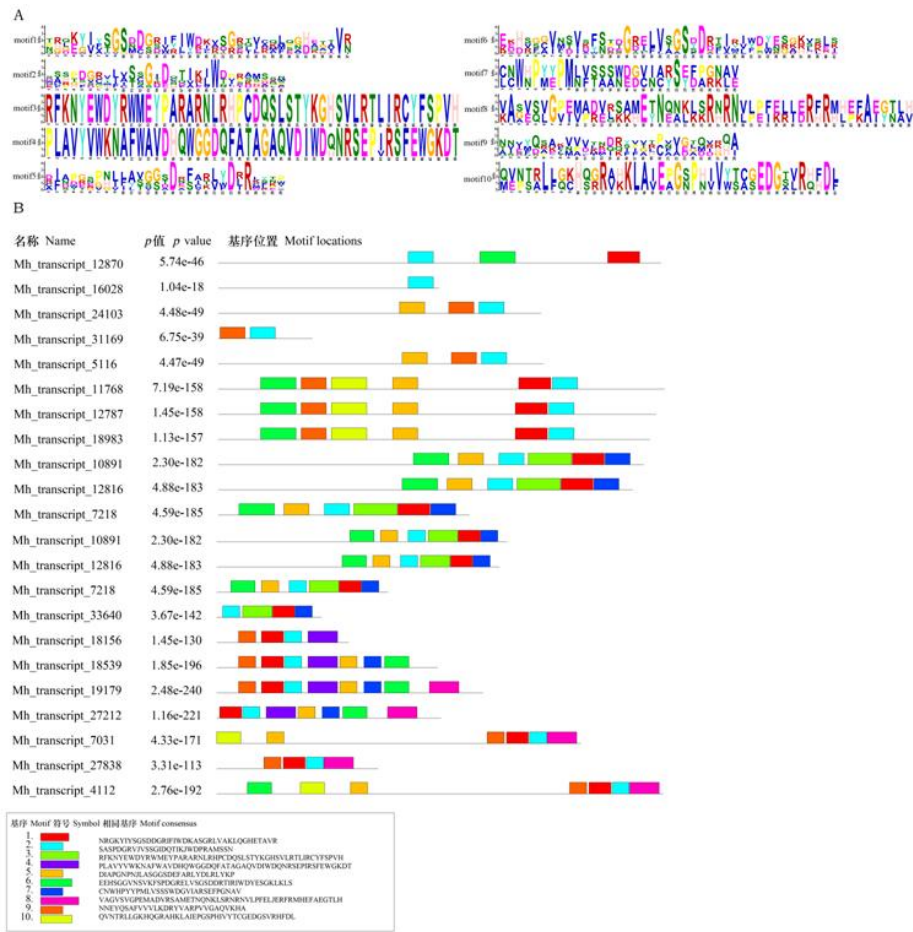 A
motif1
motif6
motif2
motif7
motif3
RFKNYEWDYRWMEYPARARNLRHPCDQSLSTYKGHSVLRTLIRCYFSPVH
motif8
motif4
PLAVYYVWKNAFWAVDHQWGGDQFATAGAQVDIWDQNRSEPIRSFEWGKDT
motif9
motif5
motif10
B
名称 Name p值 p value 基序位置 Motif locations
Mh_transcript_12870 5.74e-46
Mh_transcript_16028 1.04e-18
Mh_transcript_24103 4.48e-49
Mh_transcript_31169 6.75e-39
Mh_transcript_5116 4.47e-49
Mh_transcript_11768 7.19e-158
Mh_transcript_12787 1.45e-158
Mh_transcript_18983 1.13e-157
Mh_transcript_10891 2.30e-182
Mh_transcript_12816 4.88e-183
Mh_transcript_7218 4.59e-185
Mh_transcript_10891 2.30e-182
Mh_transcript_12816 4.88e-183
Mh_transcript_7218 4.59e-185
Mh_transcript_33640 3.67e-142
Mh_transcript_18156 1.45e-130
Mh_transcript_18539 1.85e-196
Mh_transcript_19179 2.48e-240
Mh_transcript_27212 1.16e-221
Mh_transcript_7031 4.33e-171
Mh_transcript_27838 3.31e-113
Mh_transcript_4112 2.76e-192
基序 Motif 符号 Symbol 相同基序 Motif consensus
1. NRGKYIYSGSDDGRIFIWDKASGRLVAKLQGHETAVR
2. SASPDGRVJVSSGIDQTIKJWDPRAMSSN
3. RFKNYEWDYRWMEYPARARNLRHPCDQSLSTYKGHSVLRTLIRCYFSPVH
4. PLAVYYVWKNAFWAVDHQWGGDQFATAGAQVDIWDQNRSEPIRSFEWGKDT
5. DIAPGNPNJLASGGSDEFARLYDLRLYKP
6. EEHSGGVNSVKFSPDGRELVSGSDDRTIRIWDYESGKLKLS
7. CNWHPYYPMLVSSSWDGVIARSEFPGNAV
8. VAGVSVGPEMADVRSAMETNQNKLSRNRNVLPFELJERFRMHEFAEGTLH
9. NNEYQSAFVVVLKDRYVARPVVGAQVKHA
10. QVNTRLLGKHQGRAHKLAIEPGSPHIVYTCGEDGSVRHFDL